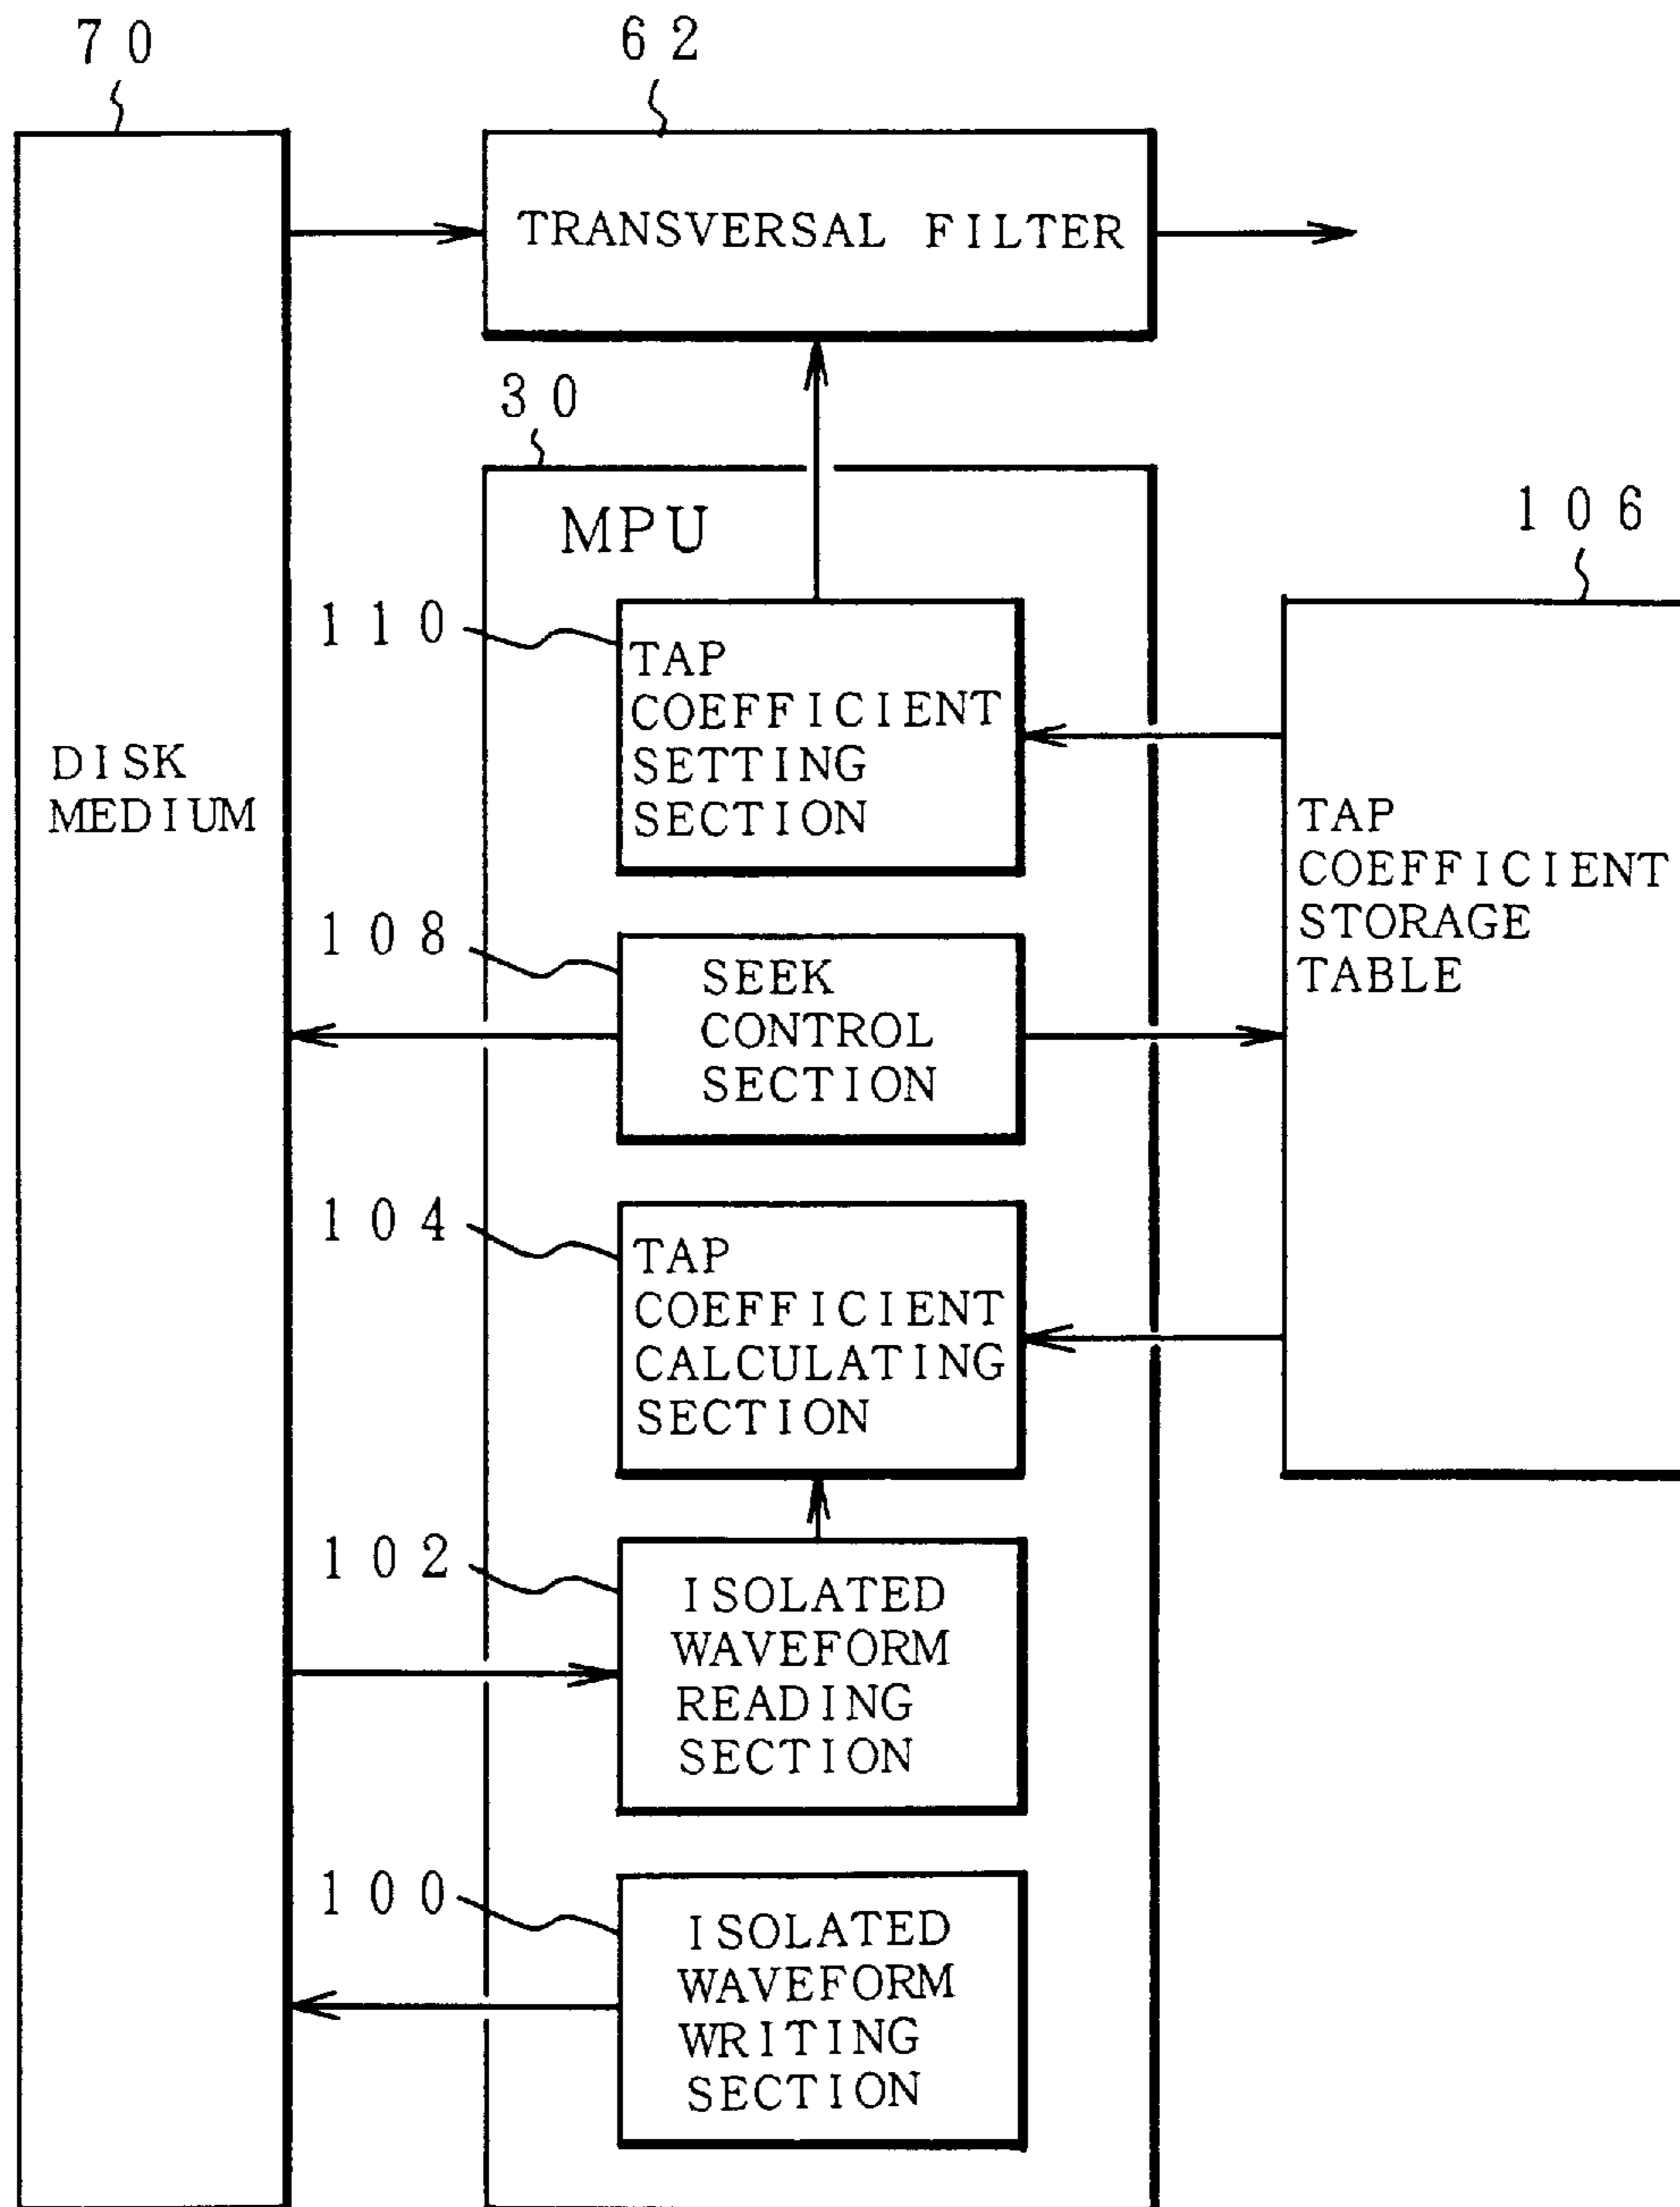 70
62
TRANSVERSAL FILTER
30
MPU
106
110
TAP
COEFFICIENT
SETTING
SECTION
DISK
MEDIUM
TAP
COEFFICIENT
STORAGE
TABLE
108
SEEK
CONTROL
SECTION
104
TAP
COEFFICIENT
CALCULATING
SECTION
102
ISOLATED
WAVEFORM
READING
SECTION
100
ISOLATED
WAVEFORM
WRITING
SECTION